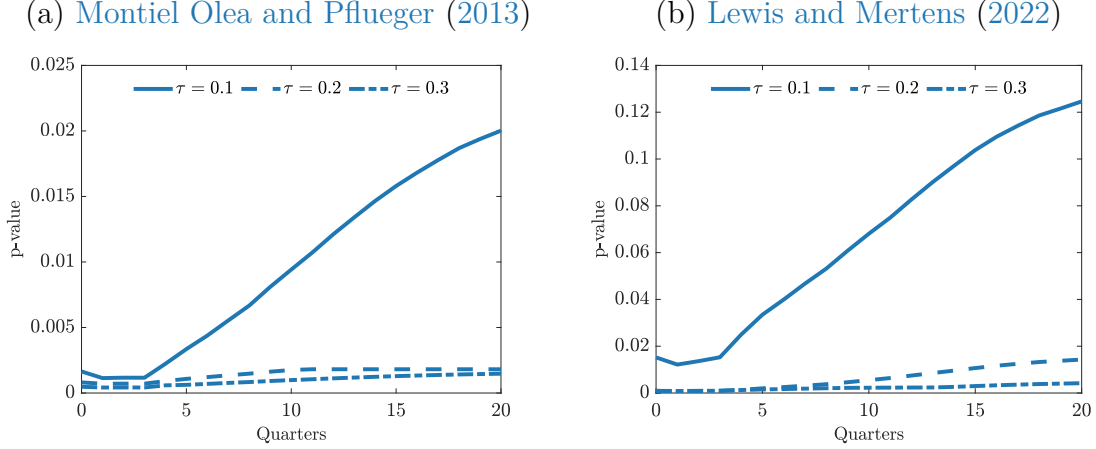 (a) Montiel Olea and Pflueger (2013)
0.025
0.02
0.015
0.01
0.005
0
p-value
τ = 0.1 τ = 0.2 τ = 0.3
0 5 10 15 20
Quarters
(b) Lewis and Mertens (2022)
0.14
0.12
0.1
0.08
0.06
0.04
0.02
0
p-value
τ = 0.1 τ = 0.2 τ = 0.3
0 5 10 15 20
Quarters